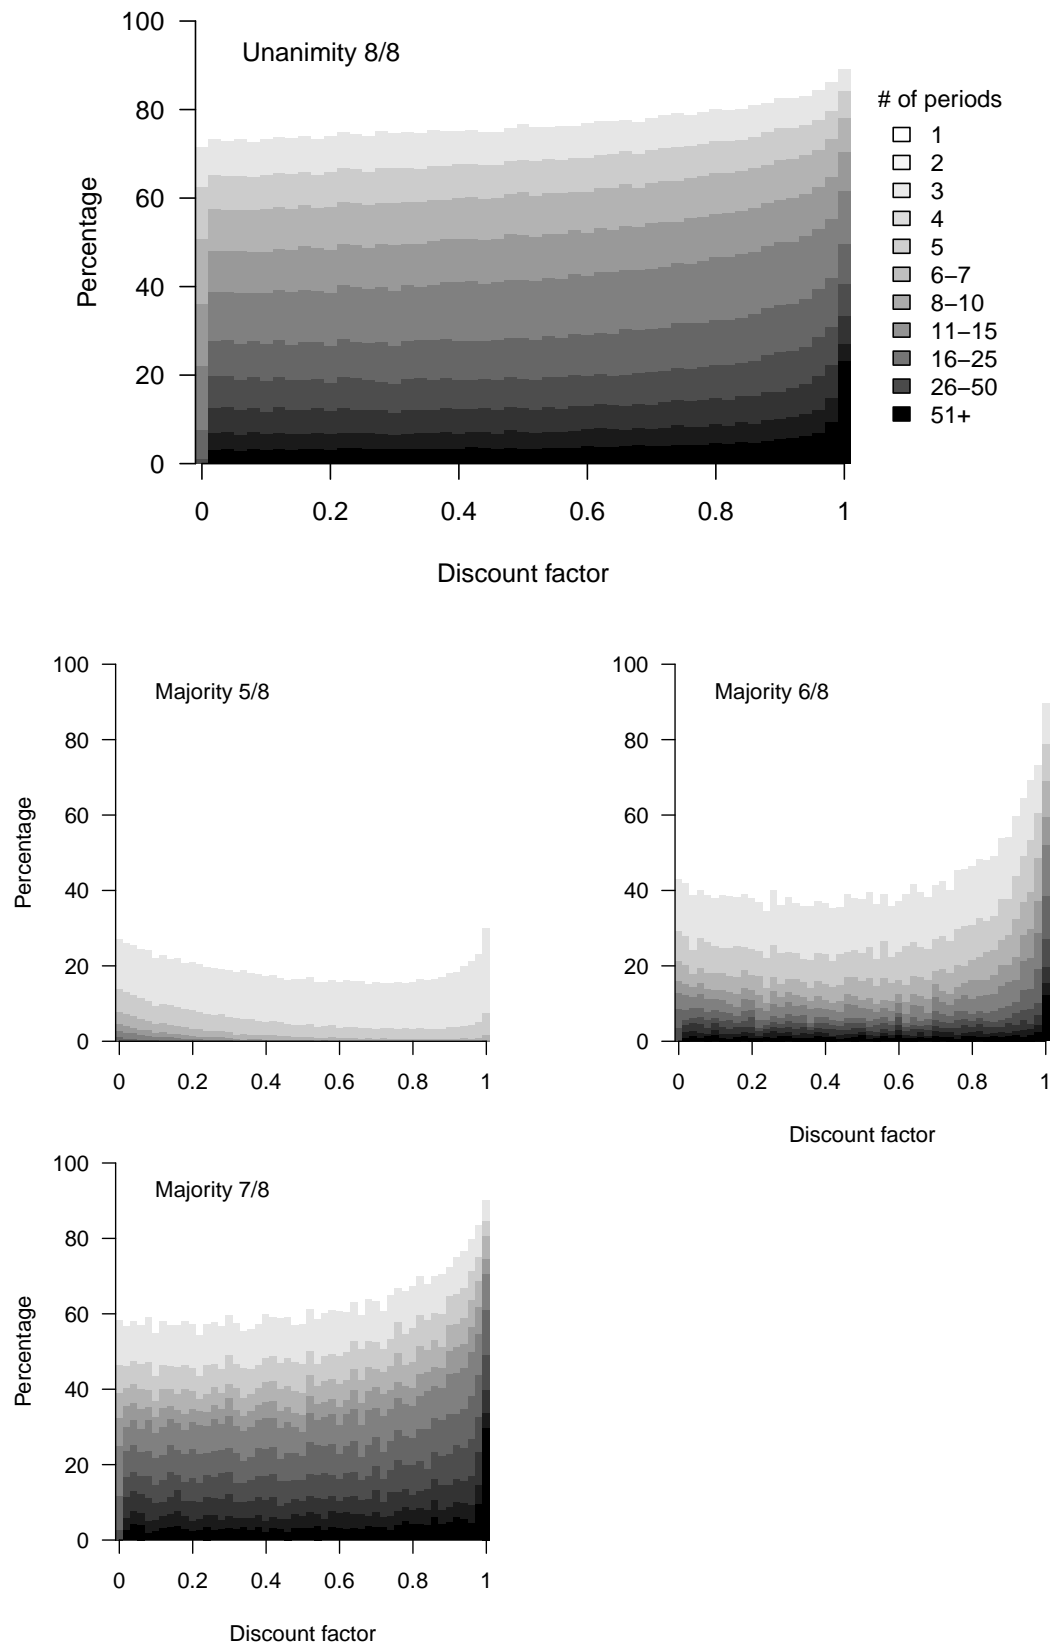 Unanimity 8/8
Percentage
100
80
60
40
20
0
0 0.2 0.4 0.6 0.8 1
Discount factor
# of periods
1
2
3
4
5
6–7
8–10
11–15
16–25
26–50
51+
Majority 5/8
Percentage
100
80
60
40
20
0
0 0.2 0.4 0.6 0.8 1
Majority 6/8
100
80
60
40
20
0
0 0.2 0.4 0.6 0.8 1
Discount factor
Majority 7/8
Percentage
100
80
60
40
20
0
0 0.2 0.4 0.6 0.8 1
Discount factor